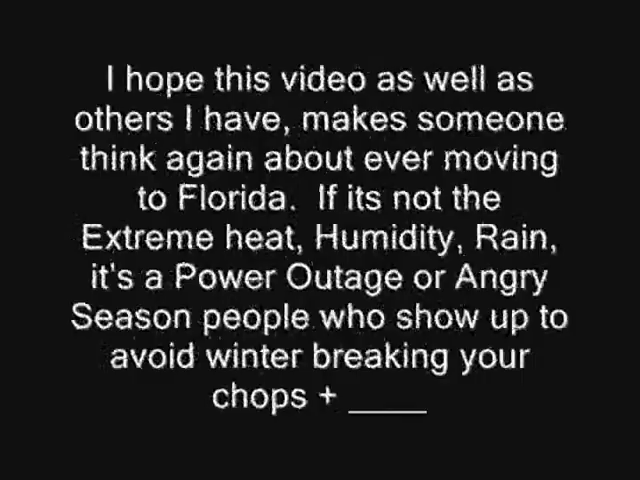 I hope this video as well as
others I have, makes someone
think again about ever moving
to Florida.  If its not the
Extreme heat, Humidity, Rain,
it's a Power Outage or Angry
Season people who show up to
avoid winter breaking your
chops + ____